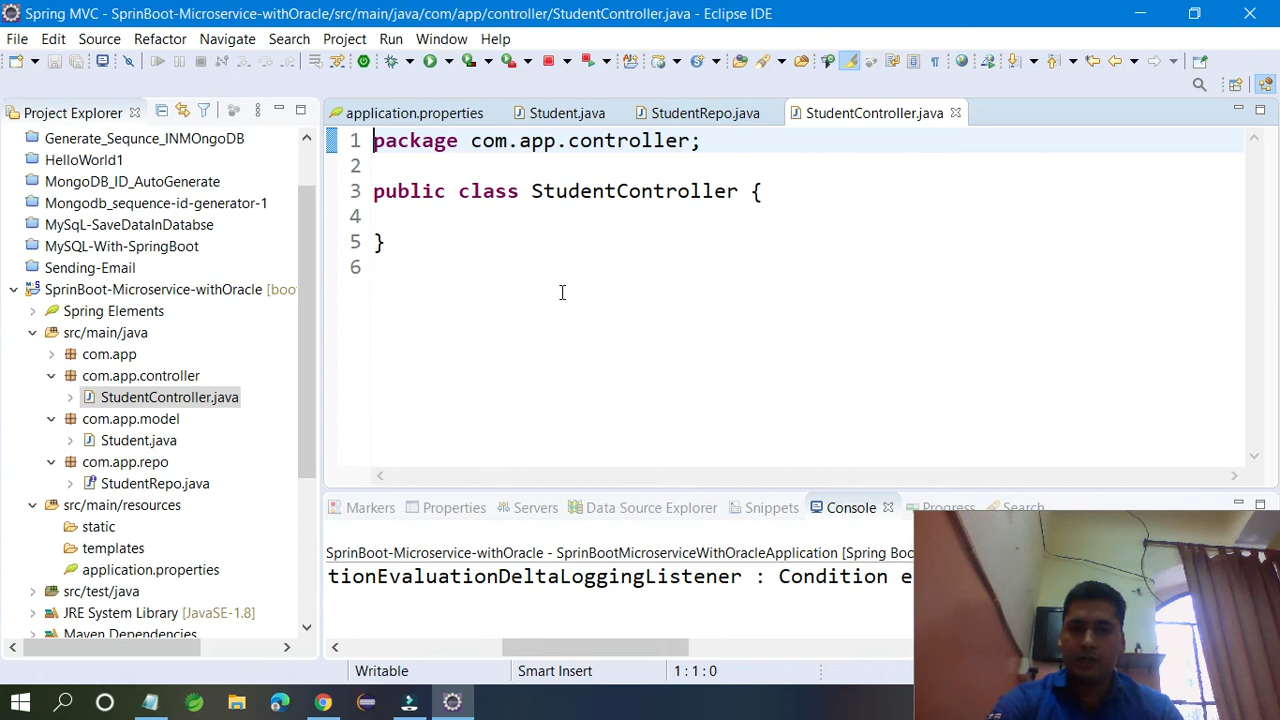 Spring MVC - SprinBoot-Microservice-withOracle/src/main/java/com/app/controller/StudentController.java - Eclipse IDE
File Edit Source Refactor Navigate Search Project Run Window Help
Project Explorer
Generate_Sequnce_INMOngoDB
HelloWorld1
MongoDB_ID_AutoGenerate
Mongodb_sequence-id-generator-1
MySqL-SaveDataInDatabse
MySQL-With-SpringBoot
Sending-Email
SprinBoot-Microservice-withOracle [boo
Spring Elements
src/main/java
com.app
com.app.controller
StudentController.java
com.app.model
Student.java
com.app.repo
StudentRepo.java
src/main/resources
static
templates
application.properties
src/test/java
JRE System Library [JavaSE-1.8]
Maven Dependencies
application.properties Student.java StudentRepo.java StudentController.java
1 package com.app.controller;
2
3 public class StudentController {
4
5 }
6
Markers Properties Servers Data Source Explorer Snippets Console Progress Search
SprinBoot-Microservice-withOracle - SprinBootMicroserviceWithOracleApplication [Spring Boo
tionEvaluationDeltaLoggingListener : Condition e
Writable Smart Insert 1 : 1 : 0